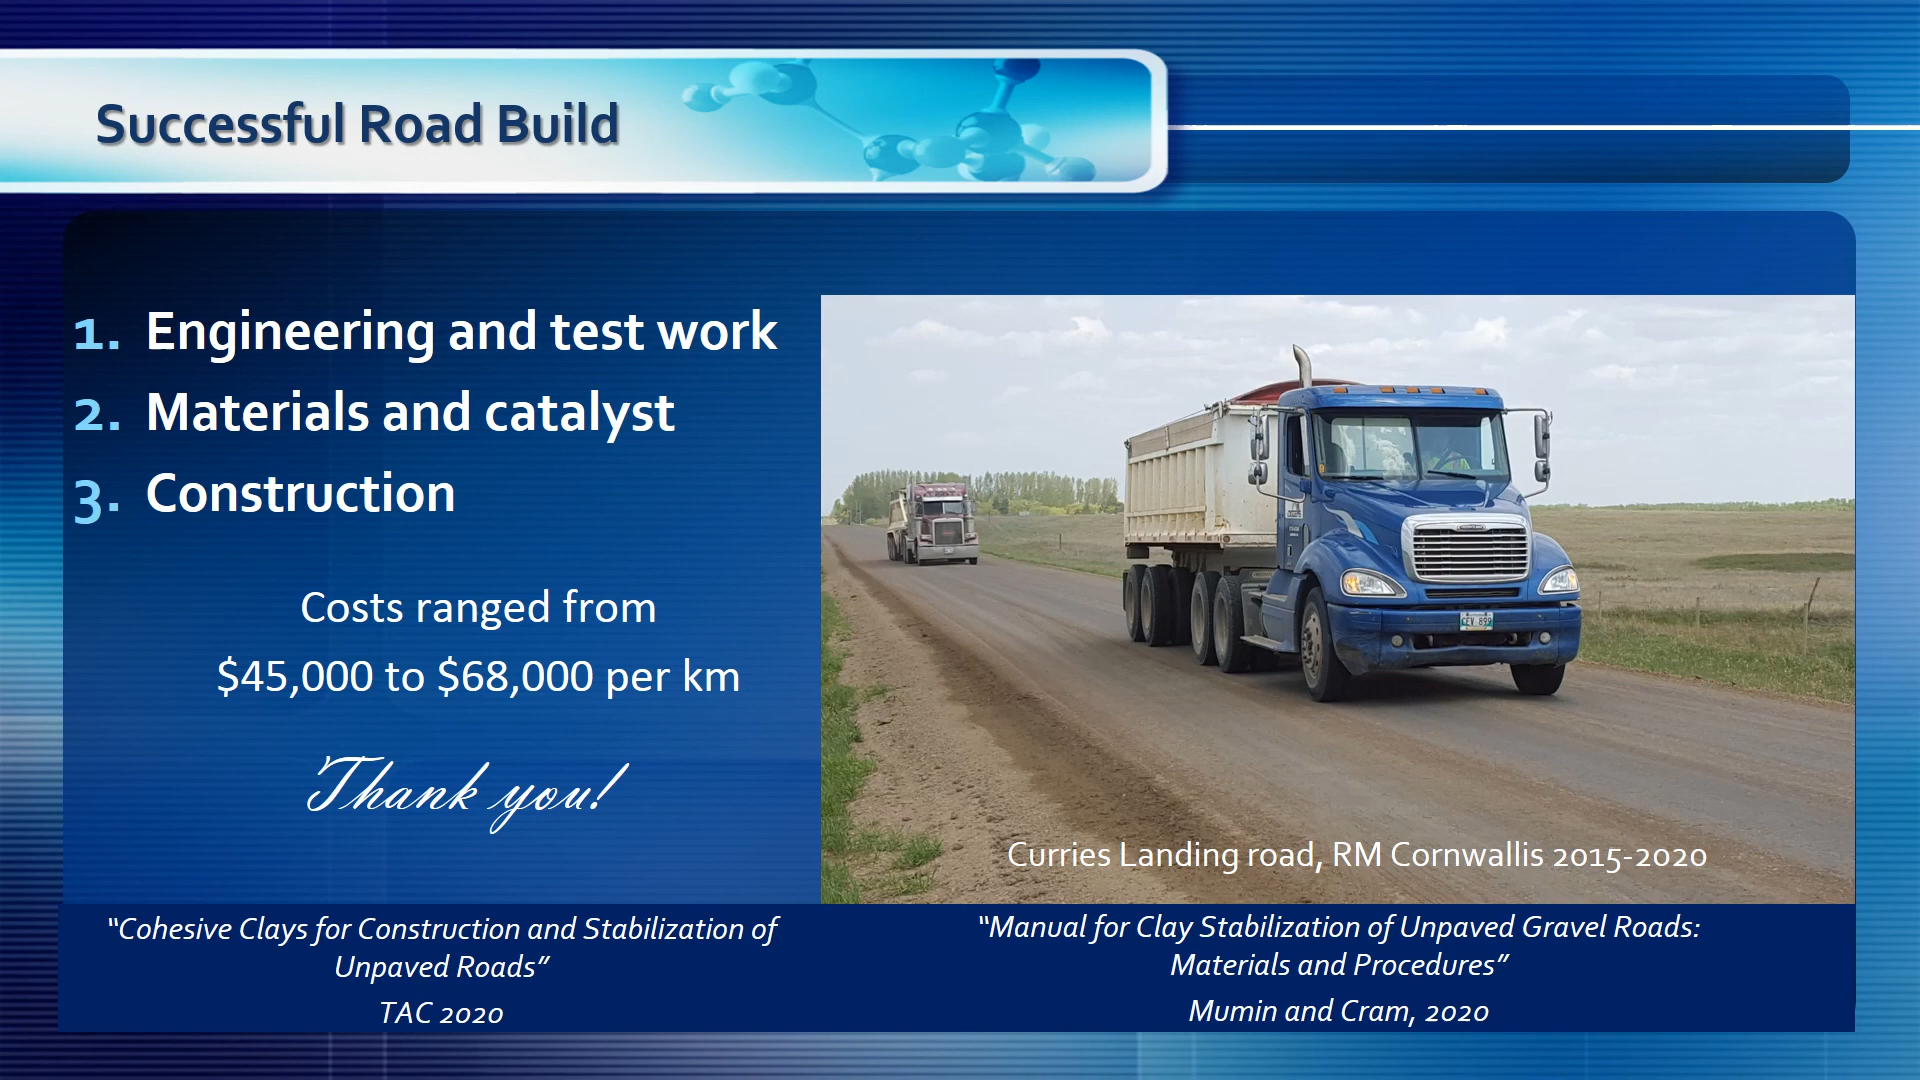 Successful Road Build
1. Engineering and test work
2. Materials and catalyst
3. Construction
Costs ranged from
$45,000 to $68,000 per km
Thank you!
Curries Landing road, RM Cornwallis 2015-2020
“Cohesive Clays for Construction and Stabilization of
Unpaved Roads”
TAC 2020
“Manual for Clay Stabilization of Unpaved Gravel Roads:
Materials and Procedures”
Mumin and Cram, 2020